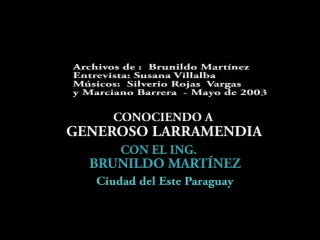 Archivos de : Brunildo Martínez
Entrevista: Susana Villalba
Músicos: Silverio Rojas Vargas
y Marciano Barrera - Mayo de 2003
CONOCIENDO A
GENEROSO LARRAMENDIA
CON EL ING.
BRUNILDO MARTÍNEZ
Ciudad del Este Paraguay